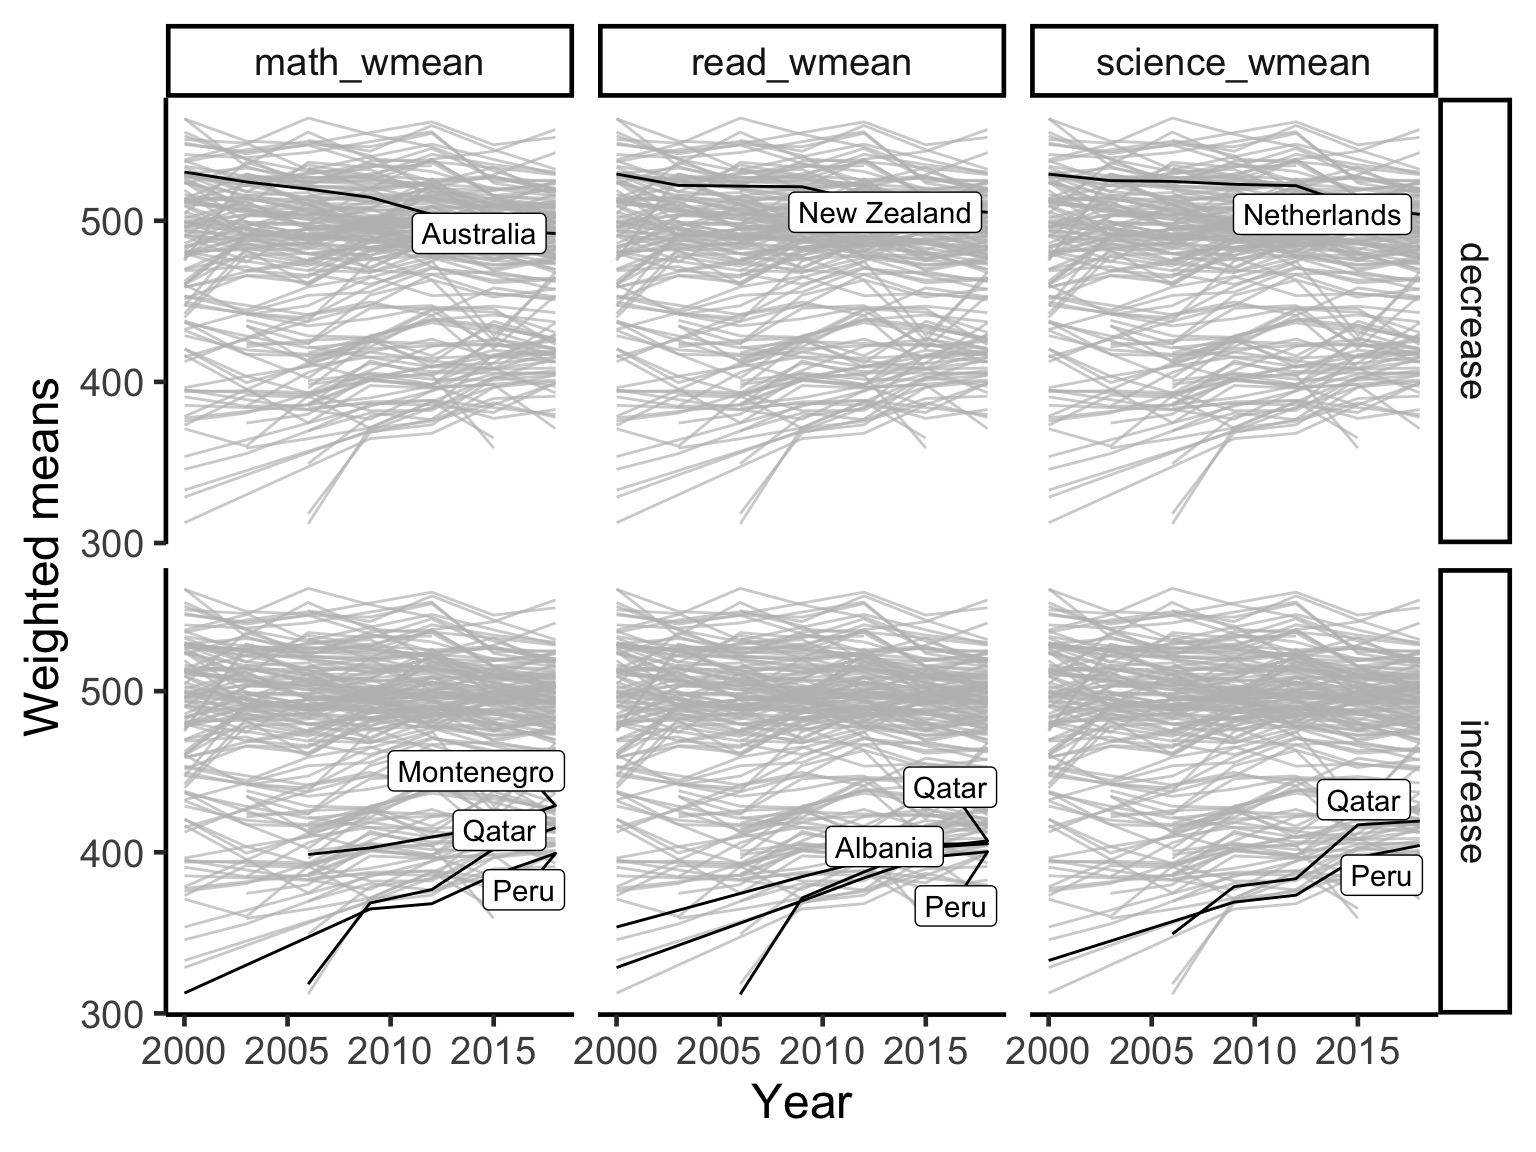 math_wmean read_wmean science_wmean
500
400
300
Australia
New Zealand
Netherlands
decrease
Weighted means
500
400
300
Montenegro
Qatar
Peru
Qatar
Albania
Peru
Qatar
Peru
increase
2000 2005 2010 2015 2000 2005 2010 2015 2000 2005 2010 2015
Year